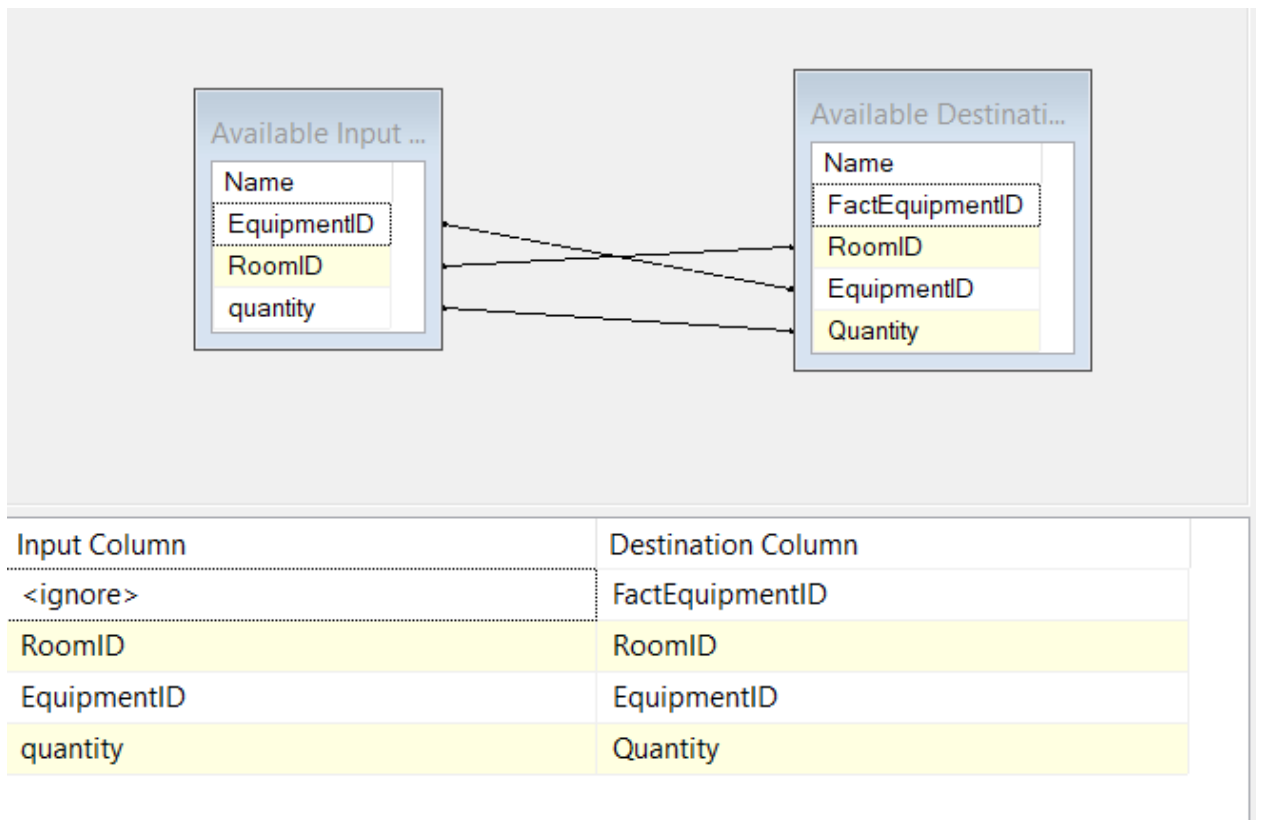 Available Input ...
Name
EquipmentID
RoomID
quantity
Available Destinati...
Name
FactEquipmentID
RoomID
EquipmentID
Quantity
Input Column Destination Column
<ignore> FactEquipmentID
RoomID RoomID
EquipmentID EquipmentID
quantity Quantity